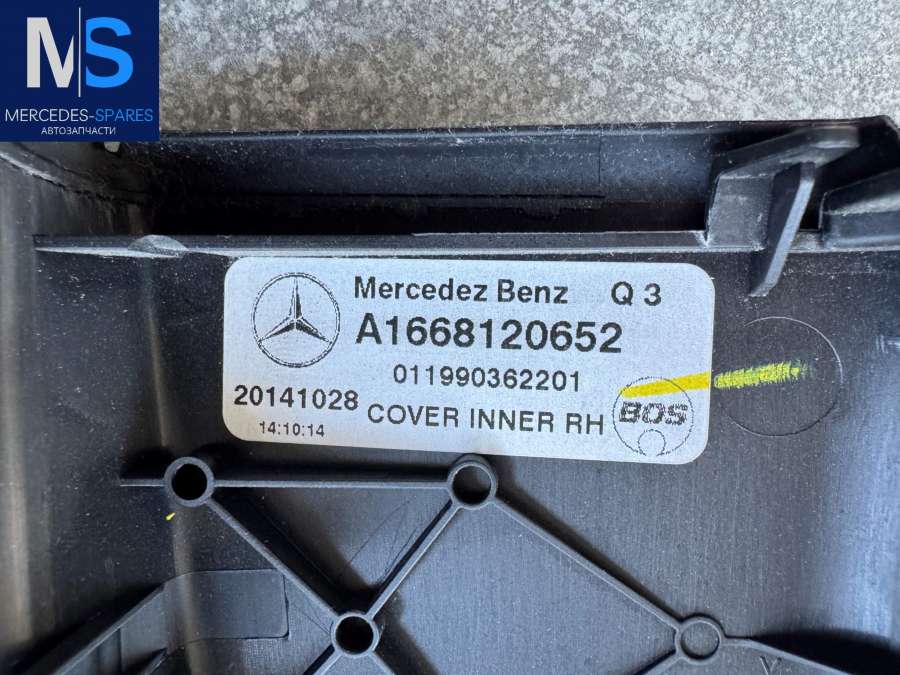 MS
MERCEDES-SPARES
АВТОЗАПЧАСТИ
Mercedez Benz Q 3
A1668120652
011990362201
20141028 COVER INNER RH BOS
14:10:14